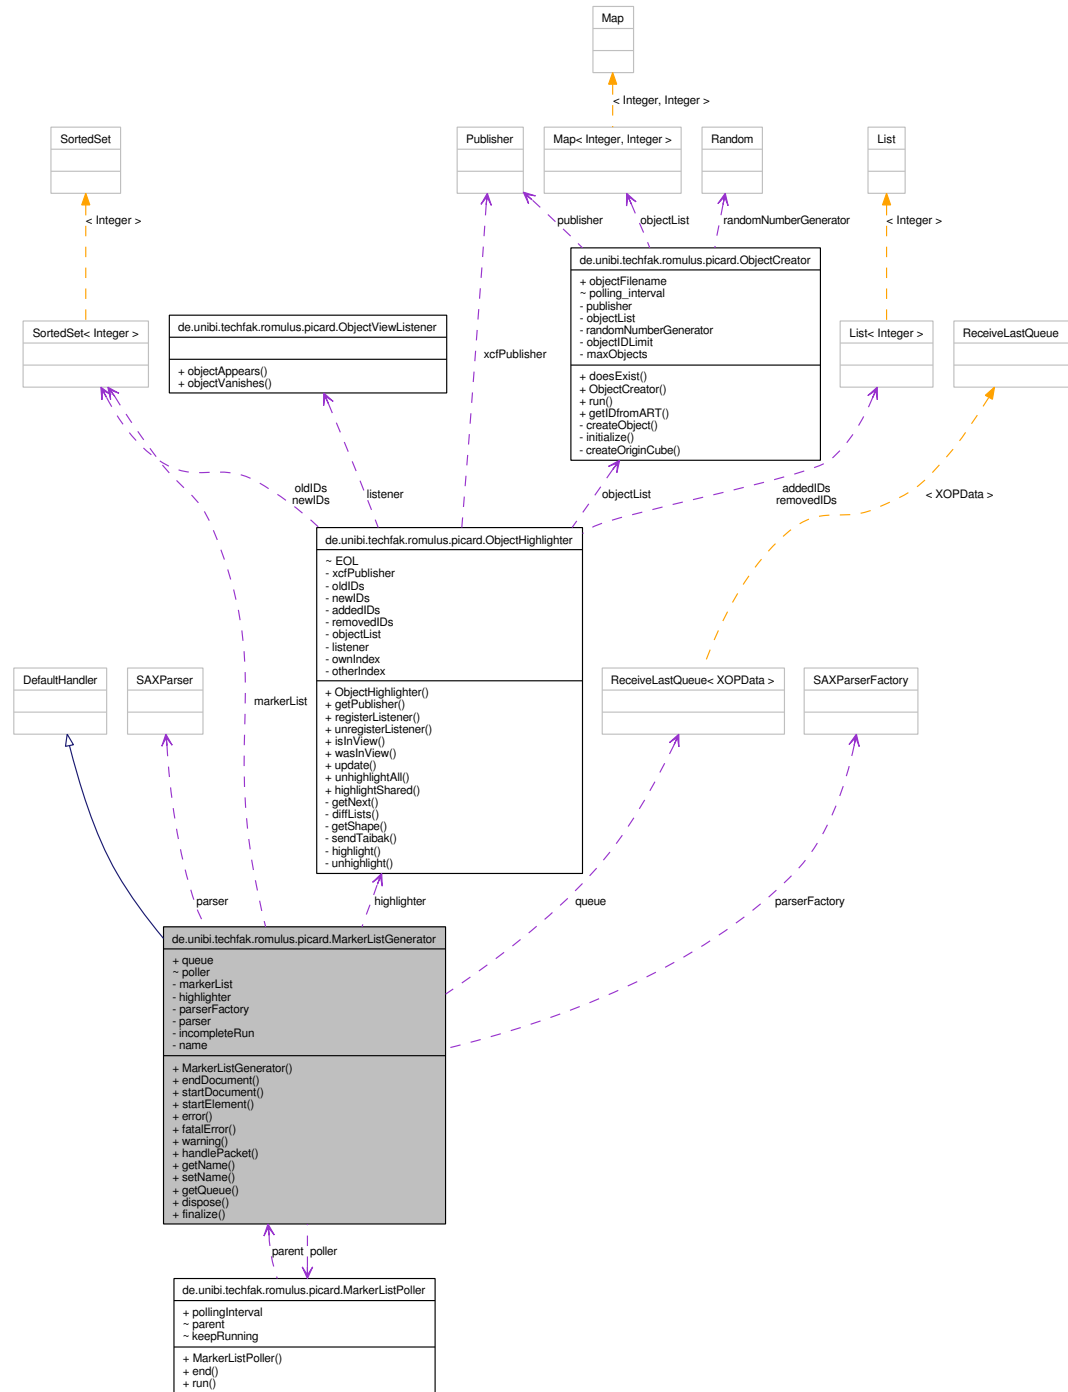 Map
< Integer, Integer >
SortedSet
Publisher
Map< Integer, Integer >
Random
List
< Integer >
publisher
objectList
randomNumberGenerator
< Integer >
de.unibi.techfak.romulus.picard.ObjectCreator
+ objectFilename
~ polling_interval
- publisher
- objectList
- randomNumberGenerator
- objectIDLimit
- maxObjects
+ doesExist()
+ ObjectCreator()
+ run()
+ getIDfromART()
- createObject()
- initialize()
- createOriginCube()
SortedSet< Integer >
de.unibi.techfak.romulus.picard.ObjectViewListener
+ objectAppears()
+ objectVanishes()
xcfPublisher
List< Integer >
ReceiveLastQueue
oldIDs
newIDs
listener
objectList
addedIDs
removedIDs
< XOPData >
de.unibi.techfak.romulus.picard.ObjectHighlighter
~ EOL
- xcfPublisher
- oldIDs
- newIDs
- addedIDs
- removedIDs
- objectList
- listener
- ownIndex
- otherIndex
+ ObjectHighlighter()
+ getPublisher()
+ registerListener()
+ unregisterListener()
+ isInView()
+ wasInView()
+ update()
+ unhighlightAll()
+ highlightShared()
- getNext()
- diffLists()
- getShape()
- sendTaibak()
- highlight()
- unhighlight()
DefaultHandler
SAXParser
markerList
ReceiveLastQueue< XOPData >
SAXParserFactory
parser
highlighter
queue
parserFactory
de.unibi.techfak.romulus.picard.MarkerListGenerator
+ queue
~ poller
- markerList
- highlighter
- parserFactory
- parser
- incompleteRun
- name
+ MarkerListGenerator()
+ endDocument()
+ startDocument()
+ startElement()
+ error()
+ fatalError()
+ warning()
+ handlePacket()
+ getName()
+ setName()
+ getQueue()
+ dispose()
+ finalize()
parent
poller
de.unibi.techfak.romulus.picard.MarkerListPoller
+ pollingInterval
~ parent
~ keepRunning
+ MarkerListPoller()
+ end()
+ run()